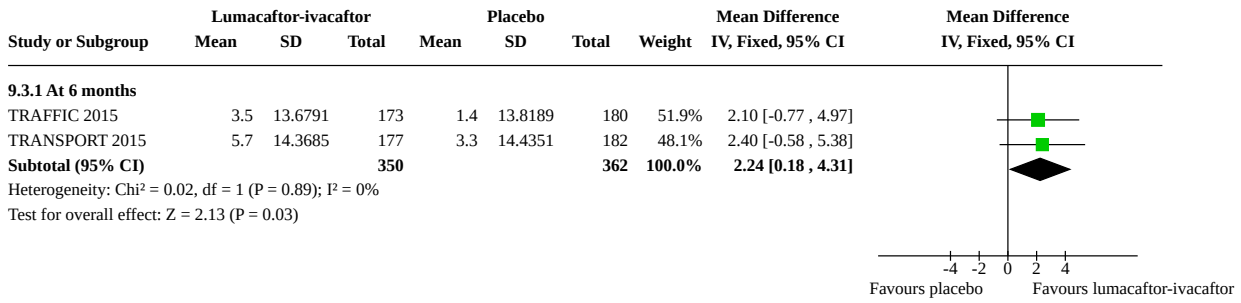 Lumacaftor-ivacaftor Placebo Mean Difference Mean Difference
Study or Subgroup Mean SD Total Mean SD Total Weight IV, Fixed, 95% CI IV, Fixed, 95% CI
9.3.1 At 6 months
TRAFFIC 2015 3.5 13.6791 173 1.4 13.8189 180 51.9% 2.10 [-0.77 , 4.97]
TRANSPORT 2015 5.7 14.3685 177 3.3 14.4351 182 48.1% 2.40 [-0.58 , 5.38]
Subtotal (95% CI) 350 362 100.0% 2.24 [0.18 , 4.31]
Heterogeneity: Chi² = 0.02, df = 1 (P = 0.89); I² = 0%
Test for overall effect: Z = 2.13 (P = 0.03)
-4 -2 0 2 4
Favours placebo Favours lumacaftor-ivacaftor